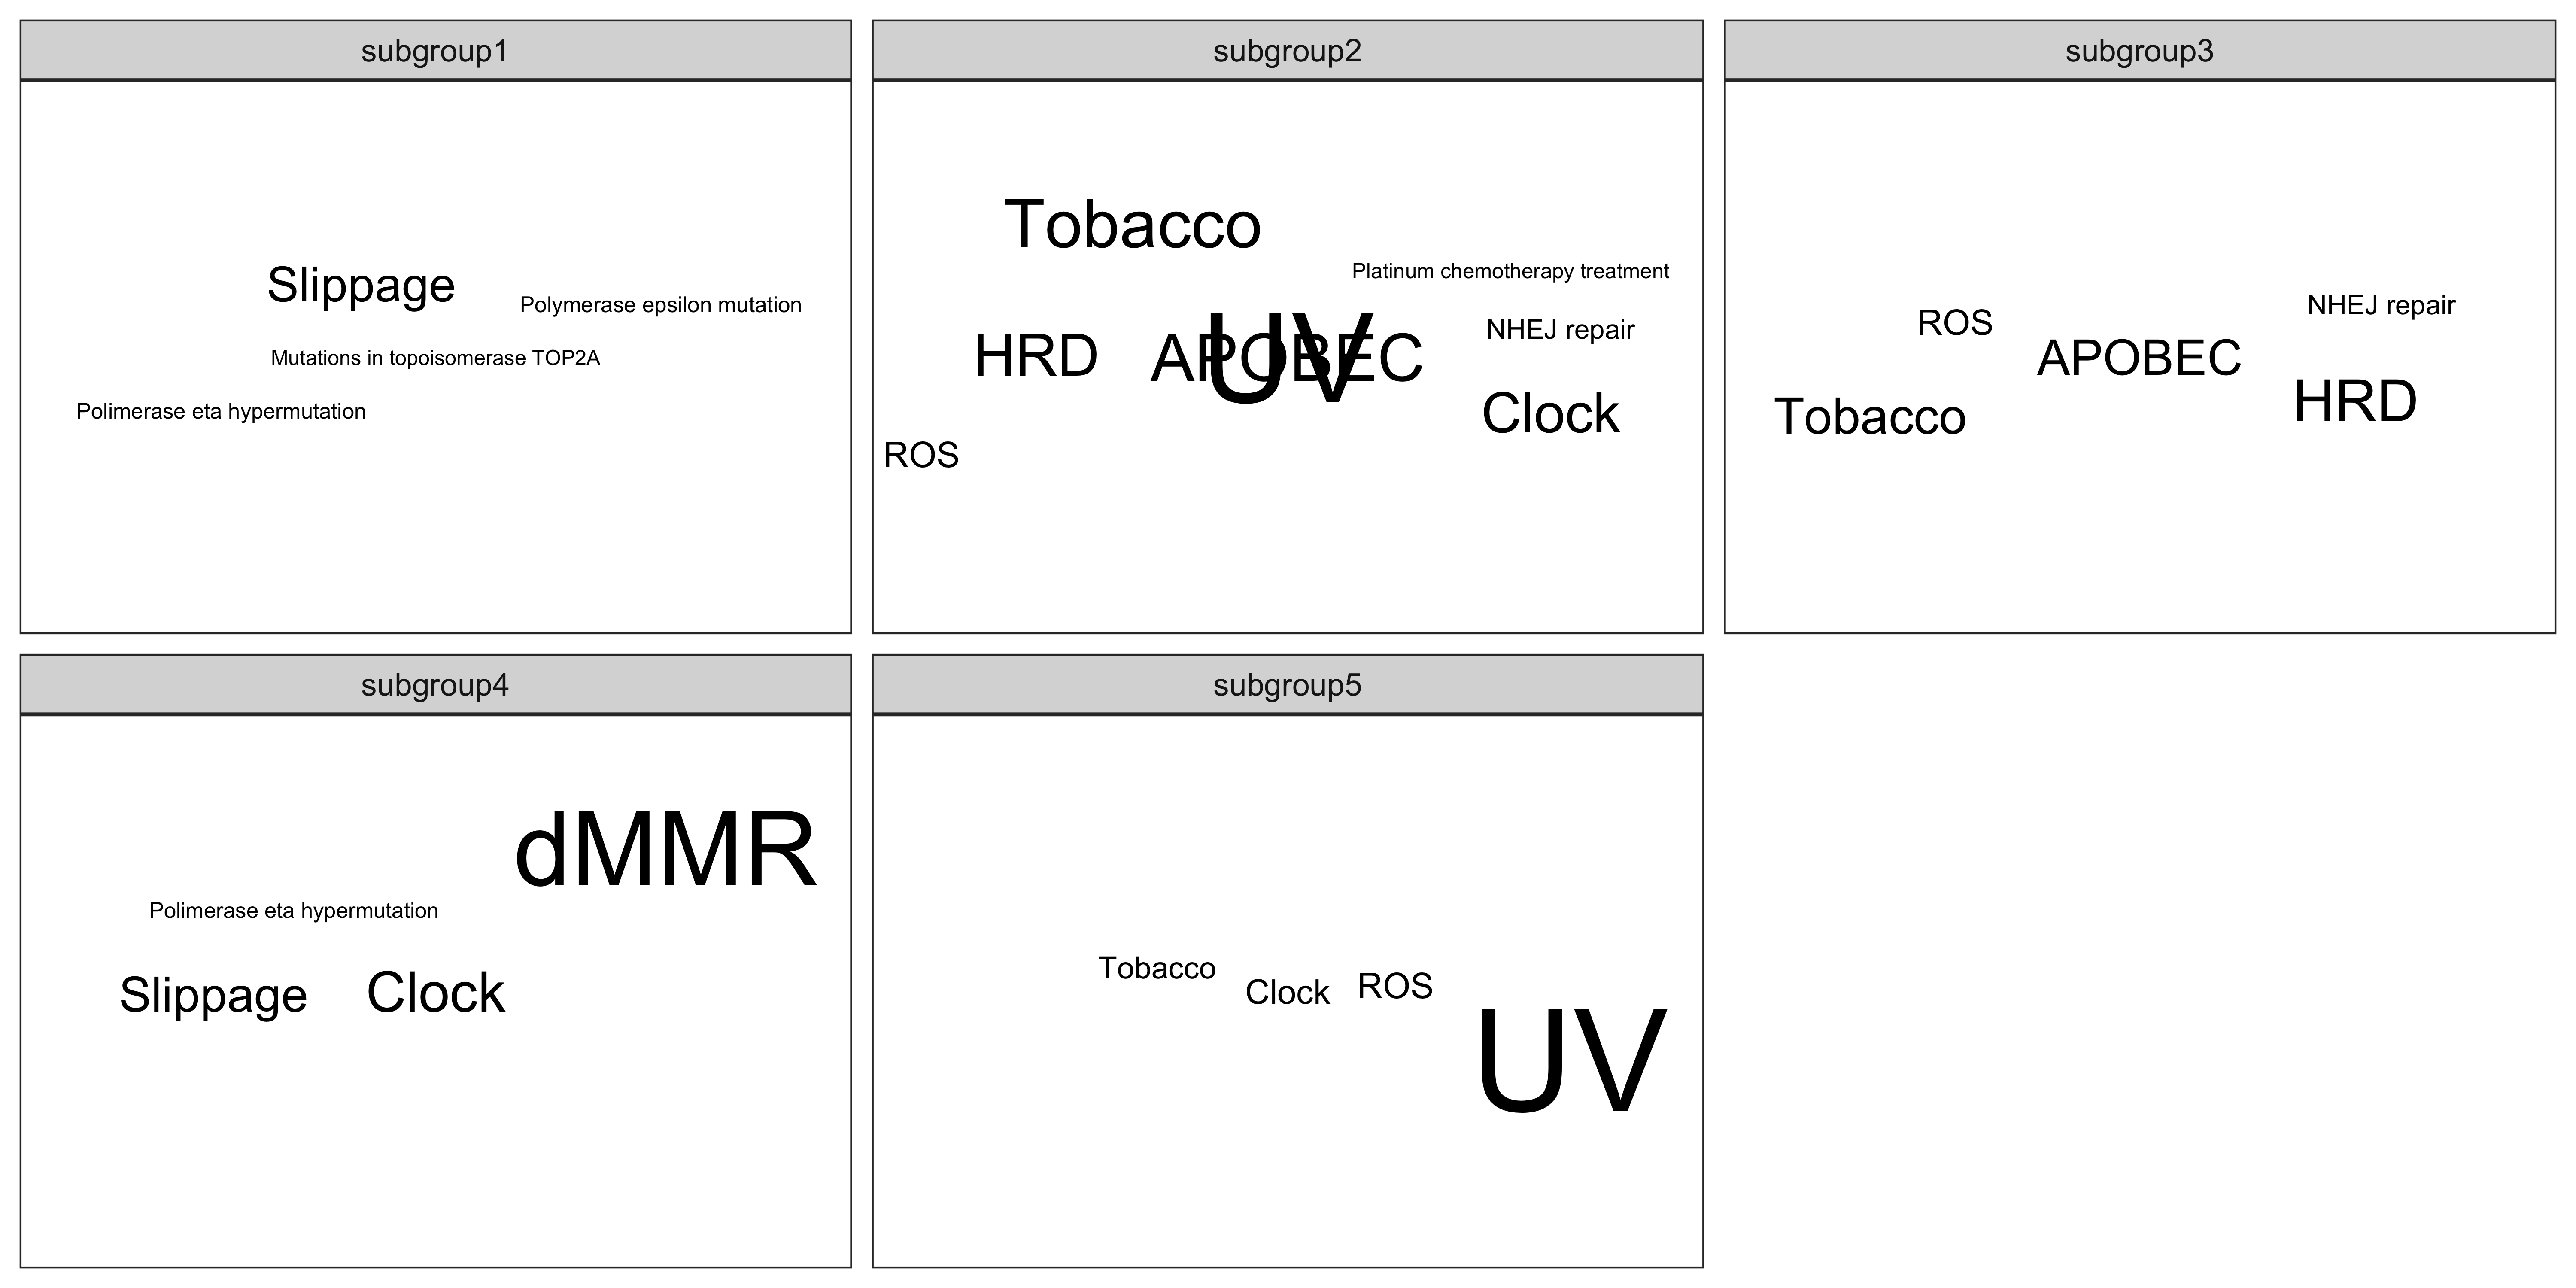 subgroup1
Slippage
Polymerase epsilon mutation
Mutations in topoisomerase TOP2A
Polimerase eta hypermutation
subgroup2
Tobacco
Platinum chemotherapy treatment
UV
NHEJ repair
HRD
APOBEC
Clock
ROS
subgroup3
NHEJ repair
ROS
APOBEC
HRD
Tobacco
subgroup4
dMMR
Polimerase eta hypermutation
Slippage
Clock
subgroup5
Tobacco
Clock
ROS
UV